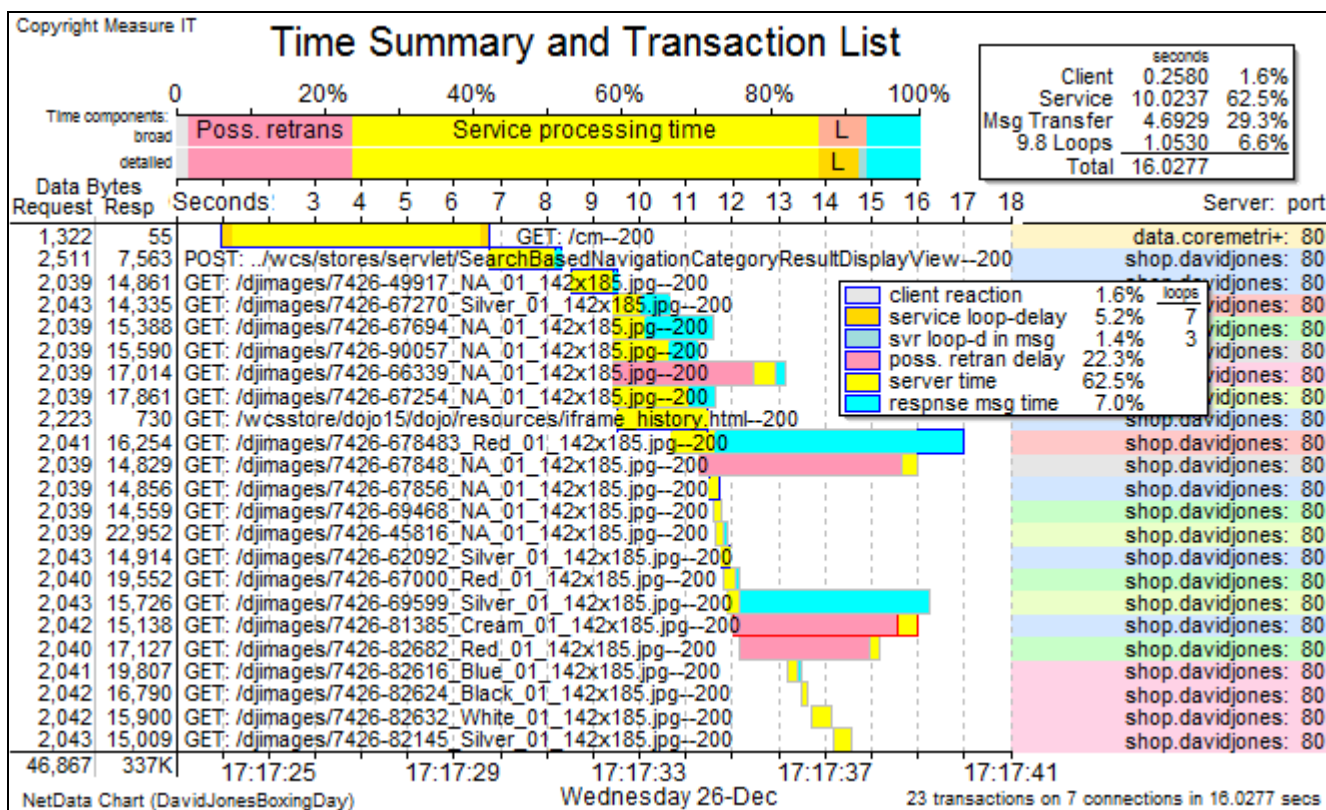 Copyright Measure IT
Time Summary and Transaction List
seconds
Client 0.2580 1.6%
Service 10.0237 62.5%
Msg Transfer 4.6929 29.3%
9.8 Loops 1.0530 6.6%
Total 16.0277
0 20% 40% 60% 80% 100%
Time components:
broad Poss. retrans Service processing time L
detailed L
Data Bytes
Request Resp Seconds: 3 4 5 6 7 8 9 10 11 12 13 14 15 16 17 18 Server: port
1,322 55 GET: /cm--200 data.coremetri+: 80
2,511 7,563 POST: ../wcs/stores/servlet/SearchBasedNavigationCategoryResultDisplayView--200 shop.davidjones: 80
2,039 14,861 GET: /djimages/7426-49917_NA_01_142x185.jpg--200 shop.davidjones: 80
2,043 14,335 GET: /djimages/7426-67270_Silver_01_142x185.jpg--200 shop.davidjones: 80
2,039 15,388 GET: /djimages/7426-67694_NA_01_142x185.jpg--200 shop.davidjones: 80
2,039 15,590 GET: /djimages/7426-90057_NA_01_142x185.jpg--200 shop.davidjones: 80
2,039 17,014 GET: /djimages/7426-66339_NA_01_142x185.jpg--200 shop.davidjones: 80
2,039 17,861 GET: /djimages/7426-67254_NA_01_142x185.jpg--200 shop.davidjones: 80
2,223 730 GET: /wcsstore/dojo15/dojo/resources/iframe_history.html--200 shop.davidjones: 80
2,041 16,254 GET: /djimages/7426-678483_Red_01_142x185.jpg--200 shop.davidjones: 80
2,039 14,829 GET: /djimages/7426-67848_NA_01_142x185.jpg--200 shop.davidjones: 80
2,039 14,856 GET: /djimages/7426-67856_NA_01_142x185.jpg--200 shop.davidjones: 80
2,039 14,559 GET: /djimages/7426-69468_NA_01_142x185.jpg--200 shop.davidjones: 80
2,039 22,952 GET: /djimages/7426-45816_NA_01_142x185.jpg--200 shop.davidjones: 80
2,043 14,914 GET: /djimages/7426-62092_Silver_01_142x185.jpg--200 shop.davidjones: 80
2,040 19,552 GET: /djimages/7426-67000_Red_01_142x185.jpg--200 shop.davidjones: 80
2,043 15,726 GET: /djimages/7426-69599_Silver_01_142x185.jpg--200 shop.davidjones: 80
2,042 15,138 GET: /djimages/7426-81385_Cream_01_142x185.jpg--200 shop.davidjones: 80
2,040 17,127 GET: /djimages/7426-82682_Red_01_142x185.jpg--200 shop.davidjones: 80
2,041 19,807 GET: /djimages/7426-82616_Blue_01_142x185.jpg--200 shop.davidjones: 80
2,042 16,790 GET: /djimages/7426-82624_Black_01_142x185.jpg--200 shop.davidjones: 80
2,042 15,900 GET: /djimages/7426-82632_White_01_142x185.jpg--200 shop.davidjones: 80
2,043 15,009 GET: /djimages/7426-82145_Silver_01_142x185.jpg--200 shop.davidjones: 80
client reaction 1.6% loops
service loop-delay 5.2% 7
svr loop-d in msg 1.4% 3
poss. retran delay 22.3%
server time 62.5%
respnse msg time 7.0%
46,867 337K 17:17:25 17:17:29 17:17:33 17:17:37 17:17:41
NetData Chart (DavidJonesBoxingDay) Wednesday 26-Dec 23 transactions on 7 connections in 16.0277 secs